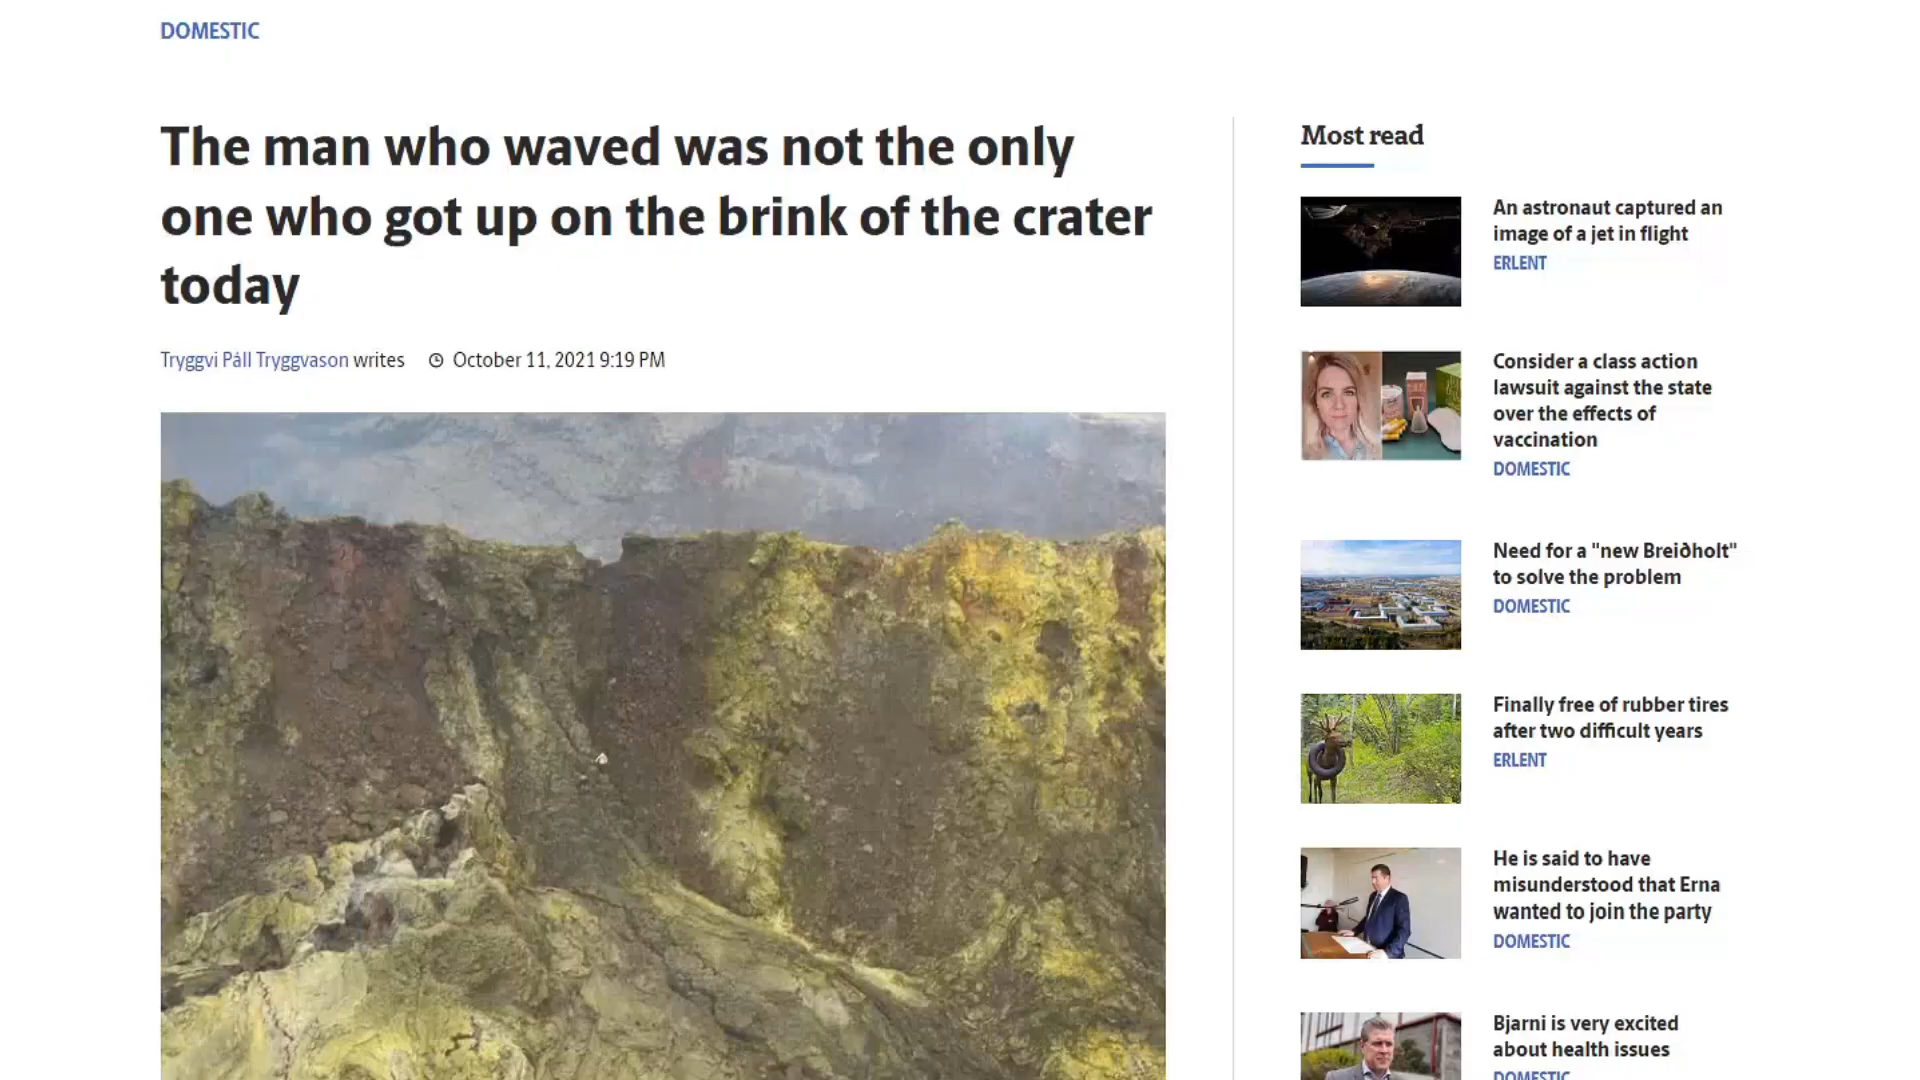 DOMESTIC
The man who waved was not the only
one who got up on the brink of the crater
today
Tryggvi Páll Tryggvason writes October 11, 2021 9:19 PM
Most read
An astronaut captured an
image of a jet in flight
ERLENT
Consider a class action
lawsuit against the state
over the effects of
vaccination
DOMESTIC
Need for a "new Breiðholt"
to solve the problem
DOMESTIC
Finally free of rubber tires
after two difficult years
ERLENT
He is said to have
misunderstood that Erna
wanted to join the party
DOMESTIC
Bjarni is very excited
about health issues
DOMESTIC